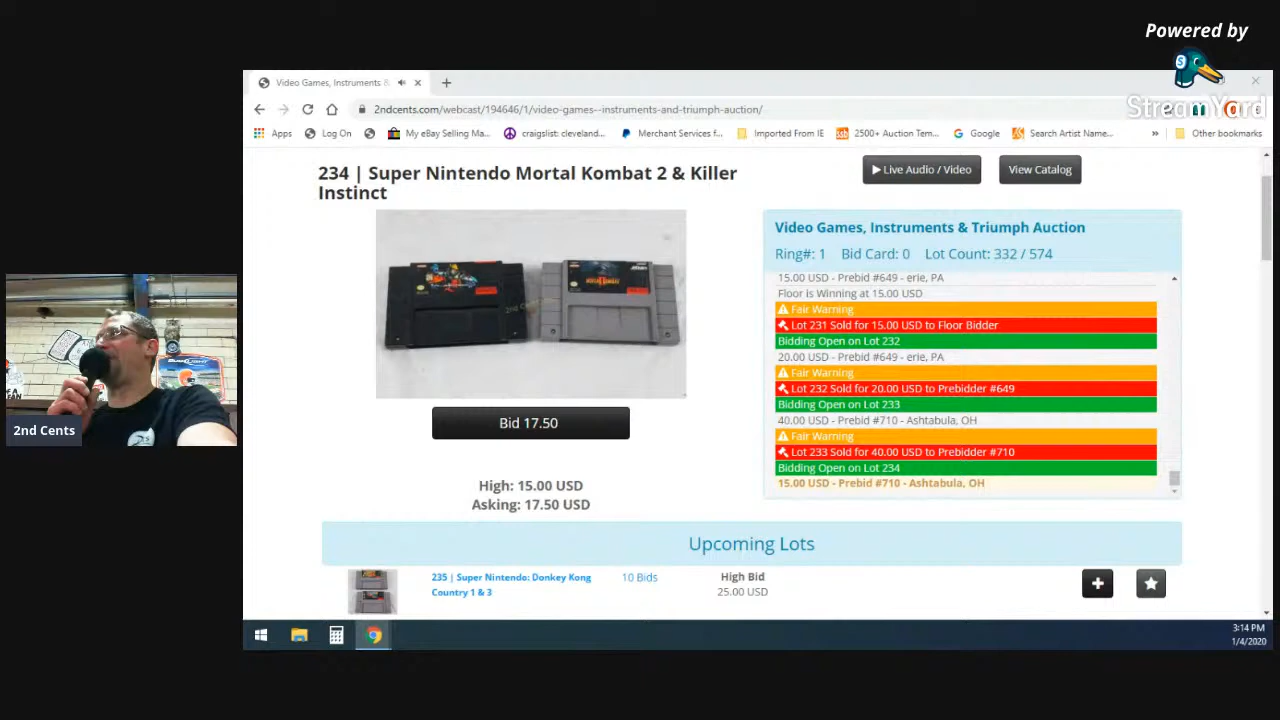 Powered by
StreamYard
Video Games, Instruments &
2ndcents.com/webcast/194646/1/video-games--instruments-and-triumph-auction/
Apps
Log On
My eBay Selling Ma...
craigslist: cleveland...
Merchant Services f...
Imported From IE
2500+ Auction Tem...
Google
Search Artist Name...
»
Other bookmarks
234 | Super Nintendo Mortal Kombat 2 & Killer
Instinct
Live Audio / Video
View Catalog
Bid 17.50
High: 15.00 USD
Asking: 17.50 USD
Video Games, Instruments & Triumph Auction
Ring#: 1 Bid Card: 0 Lot Count: 332 / 574
15.00 USD - Prebid #649 - erie, PA
Floor is Winning at 15.00 USD
Fair Warning
Lot 231 Sold for 15.00 USD to Floor Bidder
Bidding Open on Lot 232
20.00 USD - Prebid #649 - erie, PA
Fair Warning
Lot 232 Sold for 20.00 USD to Prebidder #649
Bidding Open on Lot 233
40.00 USD - Prebid #710 - Ashtabula, OH
Fair Warning
Lot 233 Sold for 40.00 USD to Prebidder #710
Bidding Open on Lot 234
15.00 USD - Prebid #710 - Ashtabula, OH
2nd Cents
Upcoming Lots
235 | Super Nintendo: Donkey Kong
Country 1 & 3
10 Bids
High Bid
25.00 USD
3:14 PM
1/4/2020